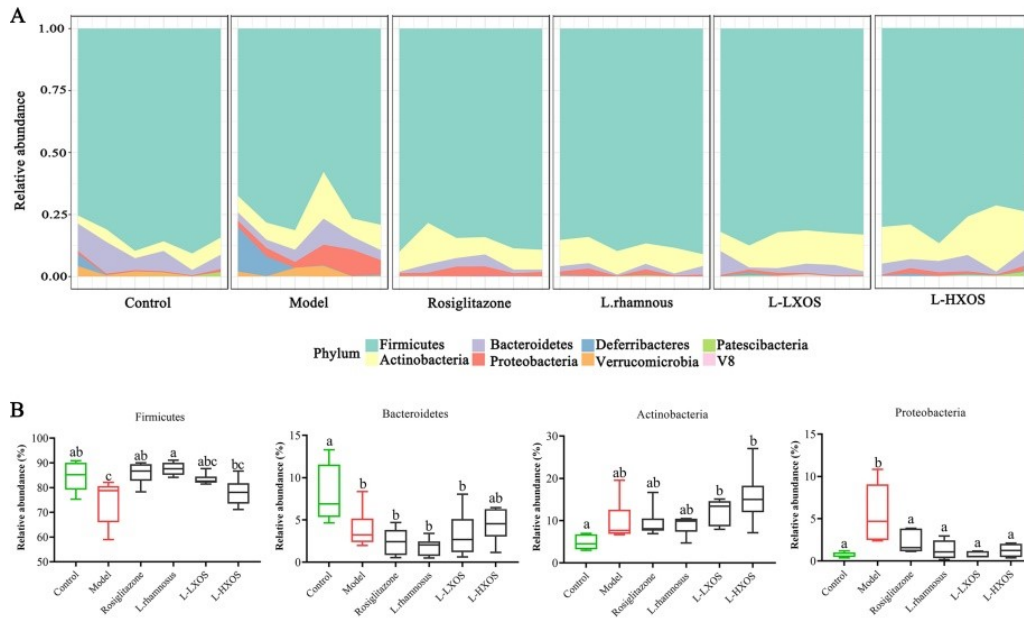 A
Relative abundance
1.00
0.75
0.50
0.25
0.00
Control Model Rosiglitazone L.rhamnous L-LXOS L-HXOS
Phylum
Firmicutes Bacteroidetes Deferribacteres Patescibacteria
Actinobacteria Proteobacteria Verrucomicrobia V8
B
Firmicutes
Relative abundance (%)
100
90
80
70
60
50
ab c ab a abc bc
Control Model Rosiglitazone L.rhamnosus L-LXOS L-HXOS
Bacteroidetes
Relative abundance (%)
15
10
5
0
a b b b b ab
Control Model Rosiglitazone L.rhamnosus L-LXOS L-HXOS
Actinobacteria
Relative abundance (%)
30
20
10
0
a ab ab ab b b
Control Model Rosiglitazone L.rhamnosus L-LXOS L-HXOS
Proteobacteria
Relative abundance (%)
15
10
5
0
a b a a a a
Control Model Rosiglitazone L.rhamnosus L-LXOS L-HXOS